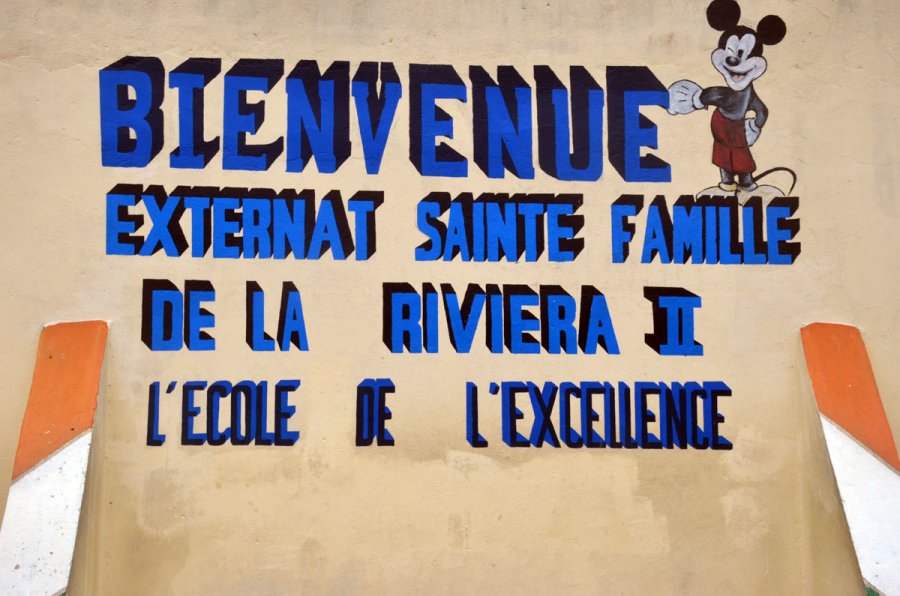 BIENVENUE
EXTERNAT SAINTE FAMILLE
DE LA RIVIERA II
L'ECOLE DE L'EXCELLENCE